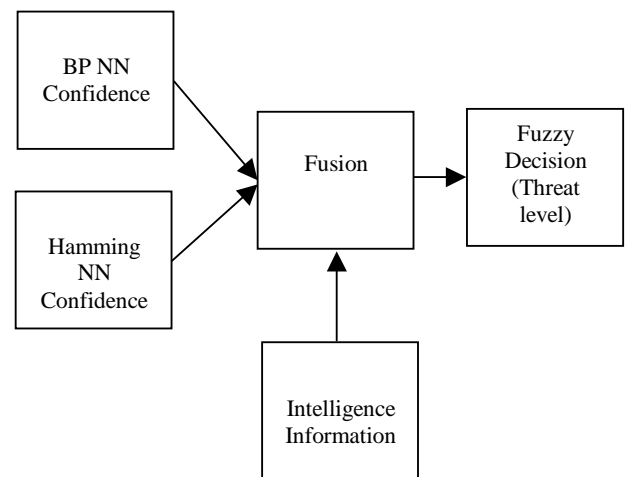 BP NN
Confidence
Fusion
Fuzzy
Decision
(Threat
level)
Hamming
NN
Confidence
Intelligence
Information